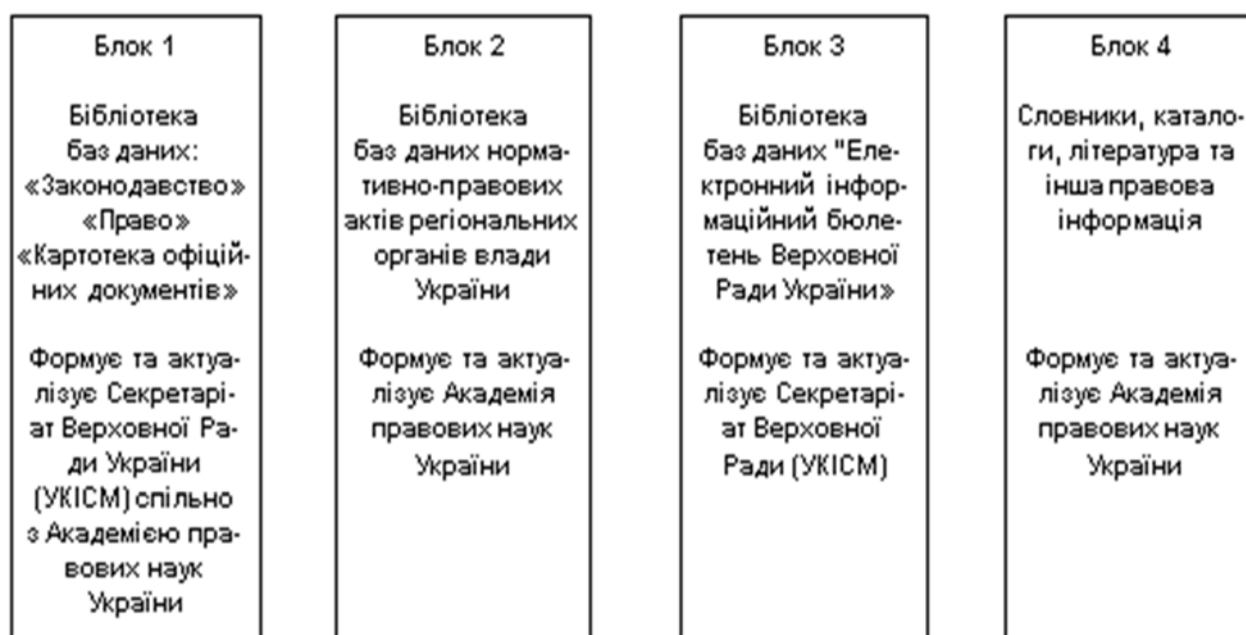 Блок 1
Бібліотека
баз даних:
«Законодавство»
«Право»
«Картотека офіцій-
них документів»
Формує та актуа-
лізує Секретарі-
ат Верховної Ра-
ди України
(УКІСМ) спільно
з Академією пра-
вових наук
України
Блок 2
Бібліотека
баз даних норма-
тивно-правових
актів регіональних
органів влади
України
Формує та актуа-
лізує Академія
правових наук
України
Блок 3
Бібліотека
баз даних "Еле-
ктронний інфор-
маційний бюле-
тень Верховної
Ради України»
Формує та актуа-
лізує Секретарі-
ат Верховної
Ради (УКІСМ)
Блок 4
Словники, катало-
ги, література та
інша правова
інформація
Формує та актуа-
лізує Академія
правових наук
України